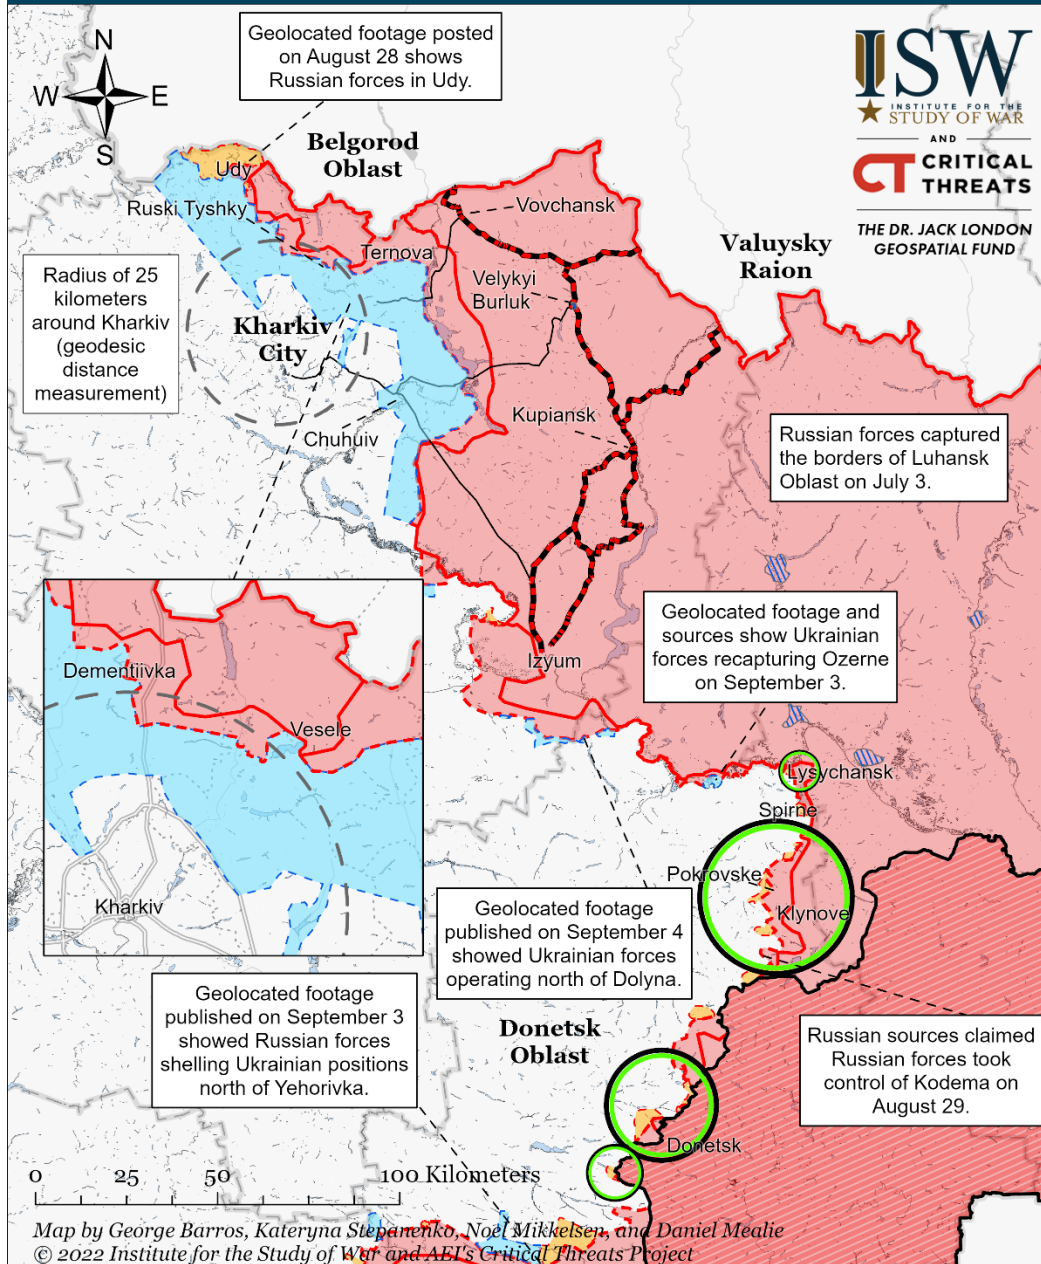 Geolocated footage posted
on August 28 shows
Russian forces in Udy.
N
W
E
S
ISW
INSTITUTE FOR THE
STUDY OF WAR
AND
CT CRITICAL
THREATS
THE DR. JACK LONDON
GEOSPATIAL FUND
Belgorod
Oblast
Udy
Ruski Tyshky
Vovchansk
Ternova
Valuysky
Raion
Velykyi
Burluk
Radius of 25
kilometers
around Kharkiv
(geodesic
distance
measurement)
Kharkiv
City
Kupiansk
Chuhuiv
Russian forces captured
the borders of Luhansk
Oblast on July 3.
Geolocated footage and
sources show Ukrainian
forces recapturing Ozerne
on September 3.
Izyum
Dementiivka
Vesele
Kharkiv
Lysychansk
Spirne
Pokrovske
Klynove
Geolocated footage
published on September 4
showed Ukrainian forces
operating north of Dolyna.
Geolocated footage
published on September 3
showed Russian forces
shelling Ukrainian positions
north of Yehorivka.
Donetsk
Oblast
Russian sources claimed
Russian forces took
control of Kodema on
August 29.
Donetsk
0 25 50 100 Kilometers
Map by George Barros, Kateryna Stepanenko, Noel Mikkelsen, and Daniel Mealie
© 2022 Institute for the Study of War and AEI's Critical Threats Project